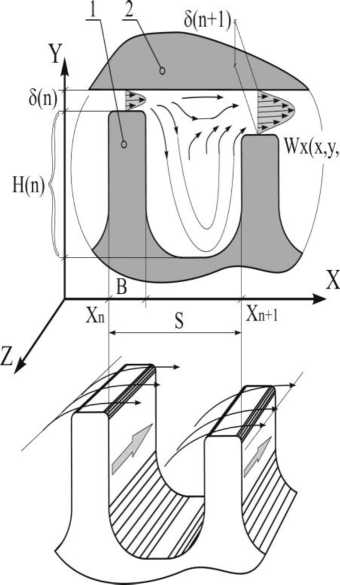 1 2 δ(n+1)
Y
δ(n)
Wx(x,y,
H(n)
B
X
Xn S Xn+1
Z